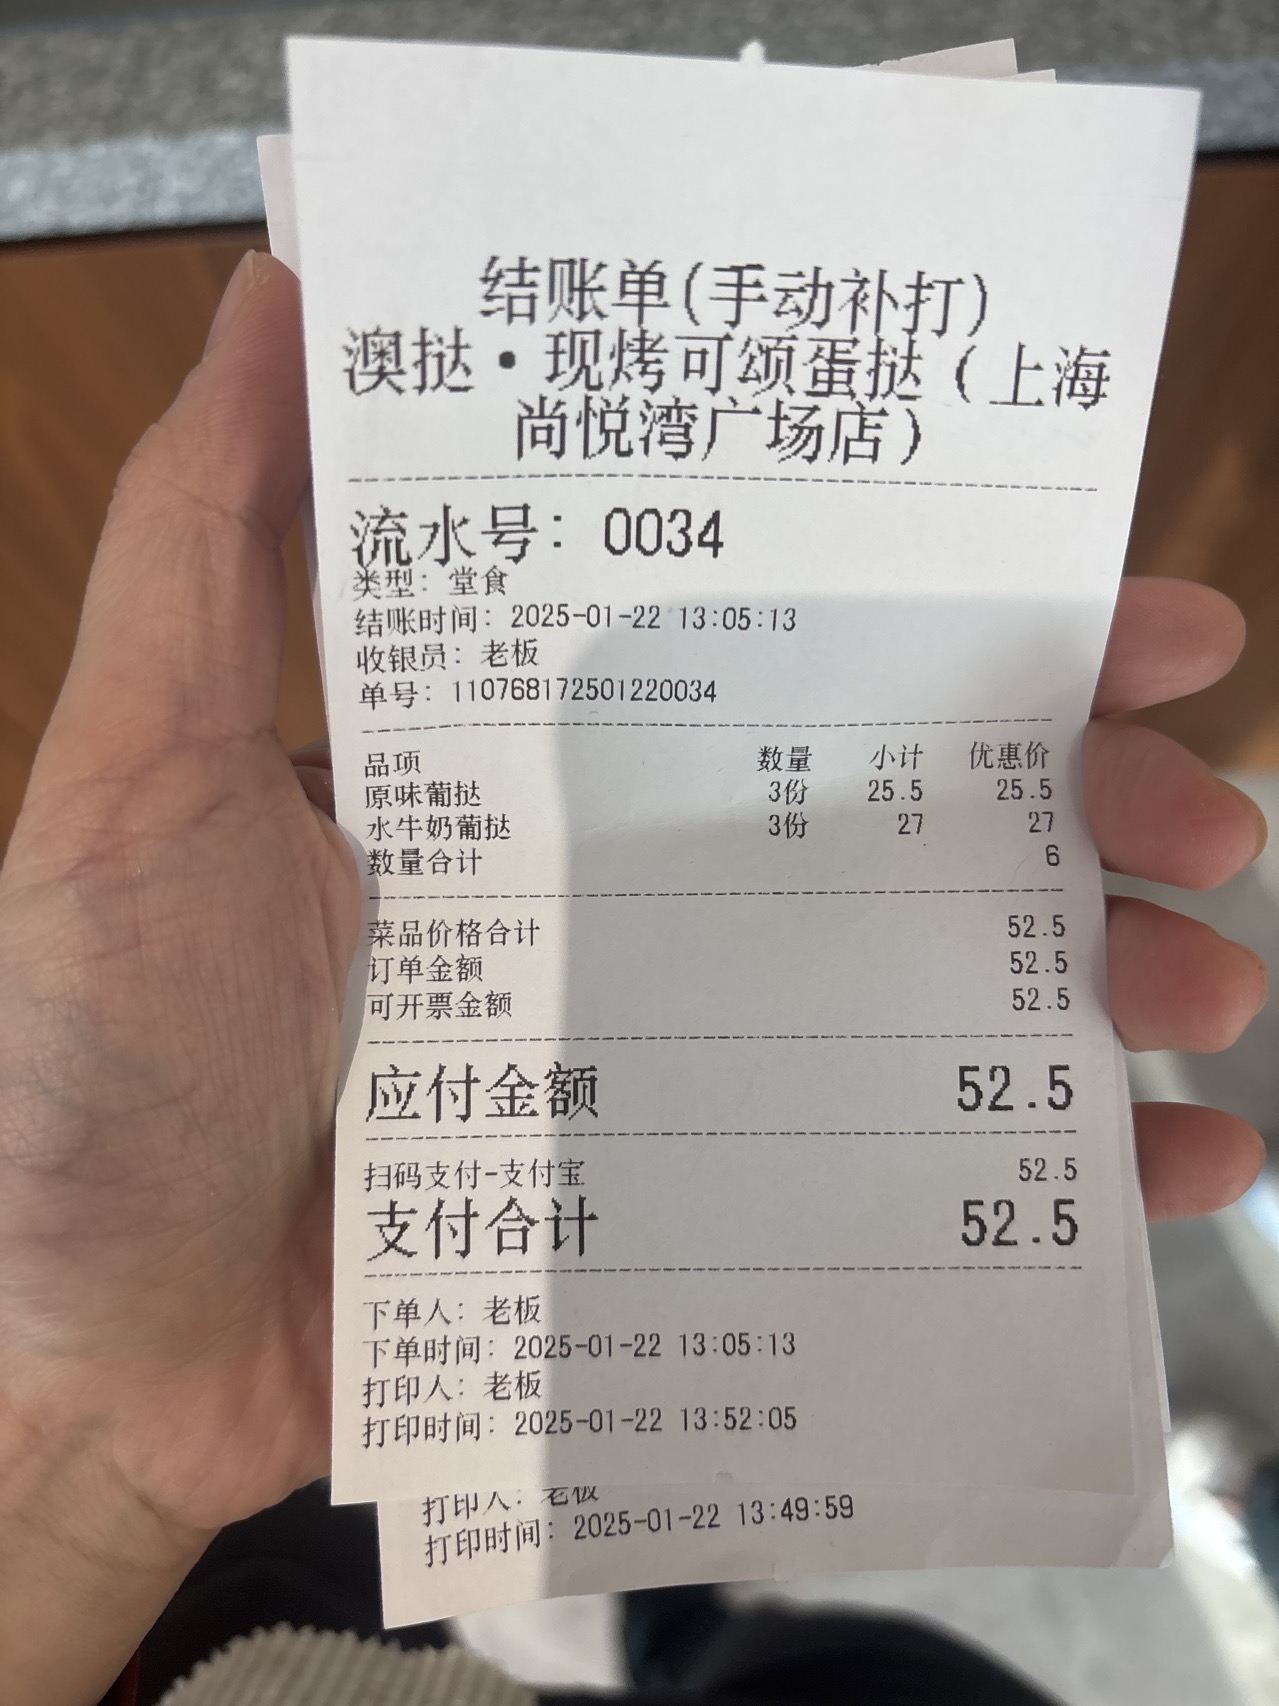 结账单(手动补打)
澳挞·现烤可颂蛋挞(上海
尚悦湾广场店)
流水号: 0034
类型: 堂食
结账时间: 2025-01-22 13:05:13
收银员: 老板
单号: 110768172501220034
品项 数量 小计 优惠价
原味葡挞 3份 25.5 25.5
水牛奶葡挞 3份 27 27
数量合计 6
菜品价格合计 52.5
订单金额 52.5
可开票金额 52.5
应付金额 52.5
扫码支付-支付宝 52.5
支付合计 52.5
下单人: 老板
下单时间: 2025-01-22 13:05:13
打印人: 老板
打印时间: 2025-01-22 13:52:05
打印人: 老板
打印时间: 2025-01-22 13:49:59